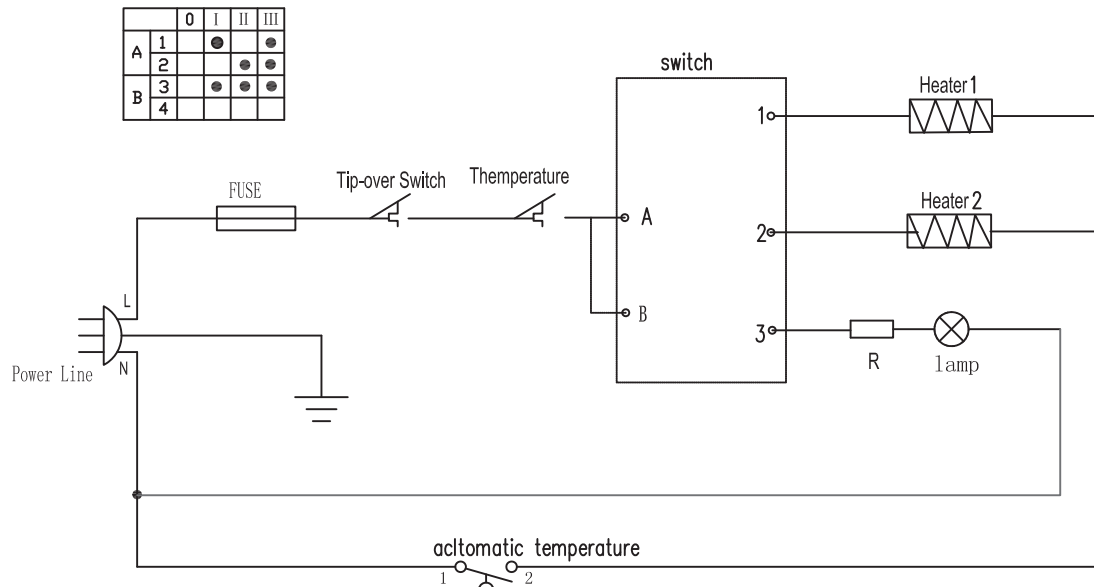 0 I II III
A 1
2
B 3
4
switch
Heater 1
1
Tip-over Switch Themperature
FUSE
A
Heater 2
2
B
L
3
R lamp
N
Power Line
acltomatic temperature
1 2